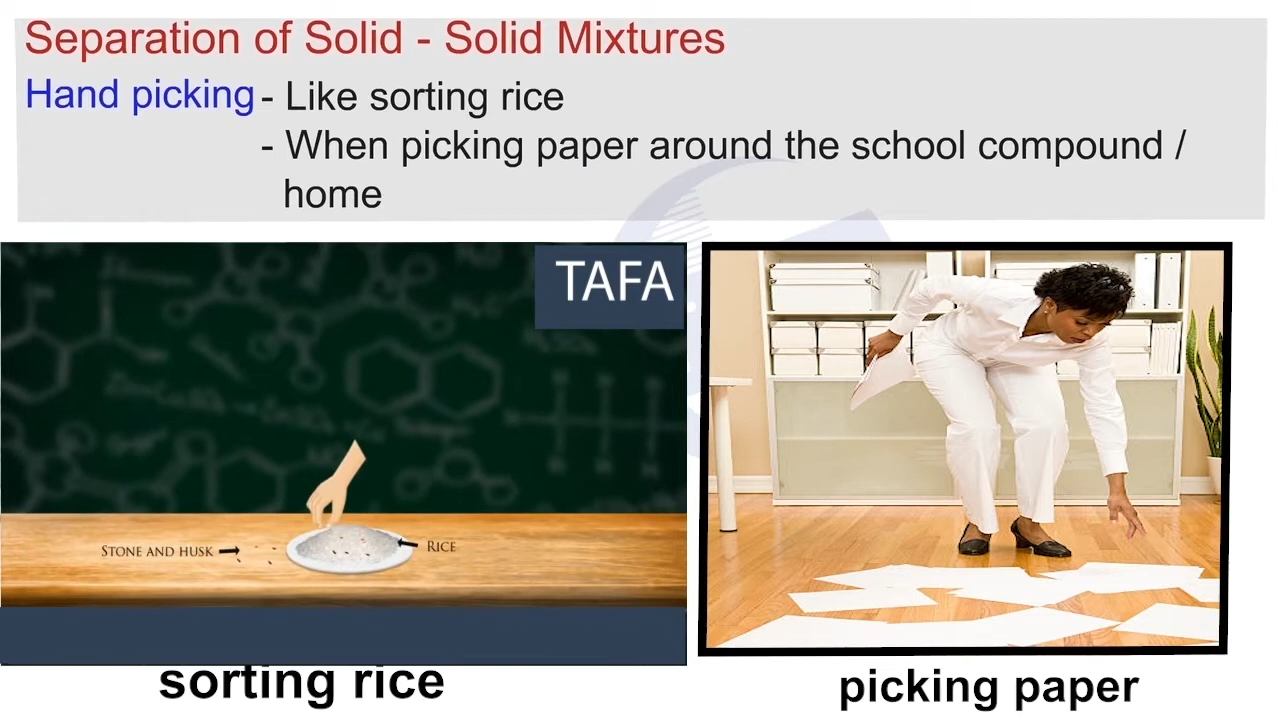 Separation of Solid - Solid Mixtures
Hand picking - Like sorting rice
- When picking paper around the school compound /
home
TAFA
STONE AND HUSK
RICE
sorting rice
picking paper